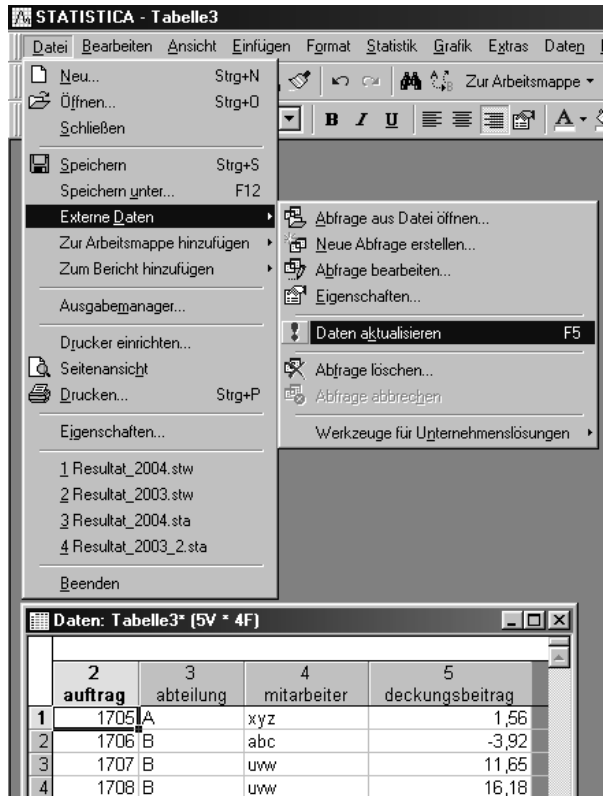 STATISTICA - Tabelle3
Datei Bearbeiten Ansicht Einfügen Format Statistik Grafik Extras Daten
Neu... Strg+N
Öffnen... Strg+O
Schließen
Speichern Strg+S
Speichern unter... F12
Externe Daten
Zur Arbeitsmappe hinzufügen
Zum Bericht hinzufügen
Ausgabemanager...
Drucker einrichten...
Seitenansicht
Drucken... Strg+P
Eigenschaften...
1 Resultat_2004.stw
2 Resultat_2003.stw
3 Resultat_2004.sta
4 Resultat_2003_2.sta
Beenden
Zur Arbeitsmappe
B I U A
Abfrage aus Datei öffnen...
Neue Abfrage erstellen...
Abfrage bearbeiten...
Eigenschaften...
Daten aktualisieren F5
Abfrage löschen...
Abfrage abbrechen
Werkzeuge für Unternehmenslösungen
Daten: Tabelle3* (5V * 4F)
2 3 4 5
auftrag abteilung mitarbeiter deckungsbeitrag
1 1705 A xyz 1,56
2 1706 B abc -3,92
3 1707 B uvw 11,65
4 1708 B uvw 16,18